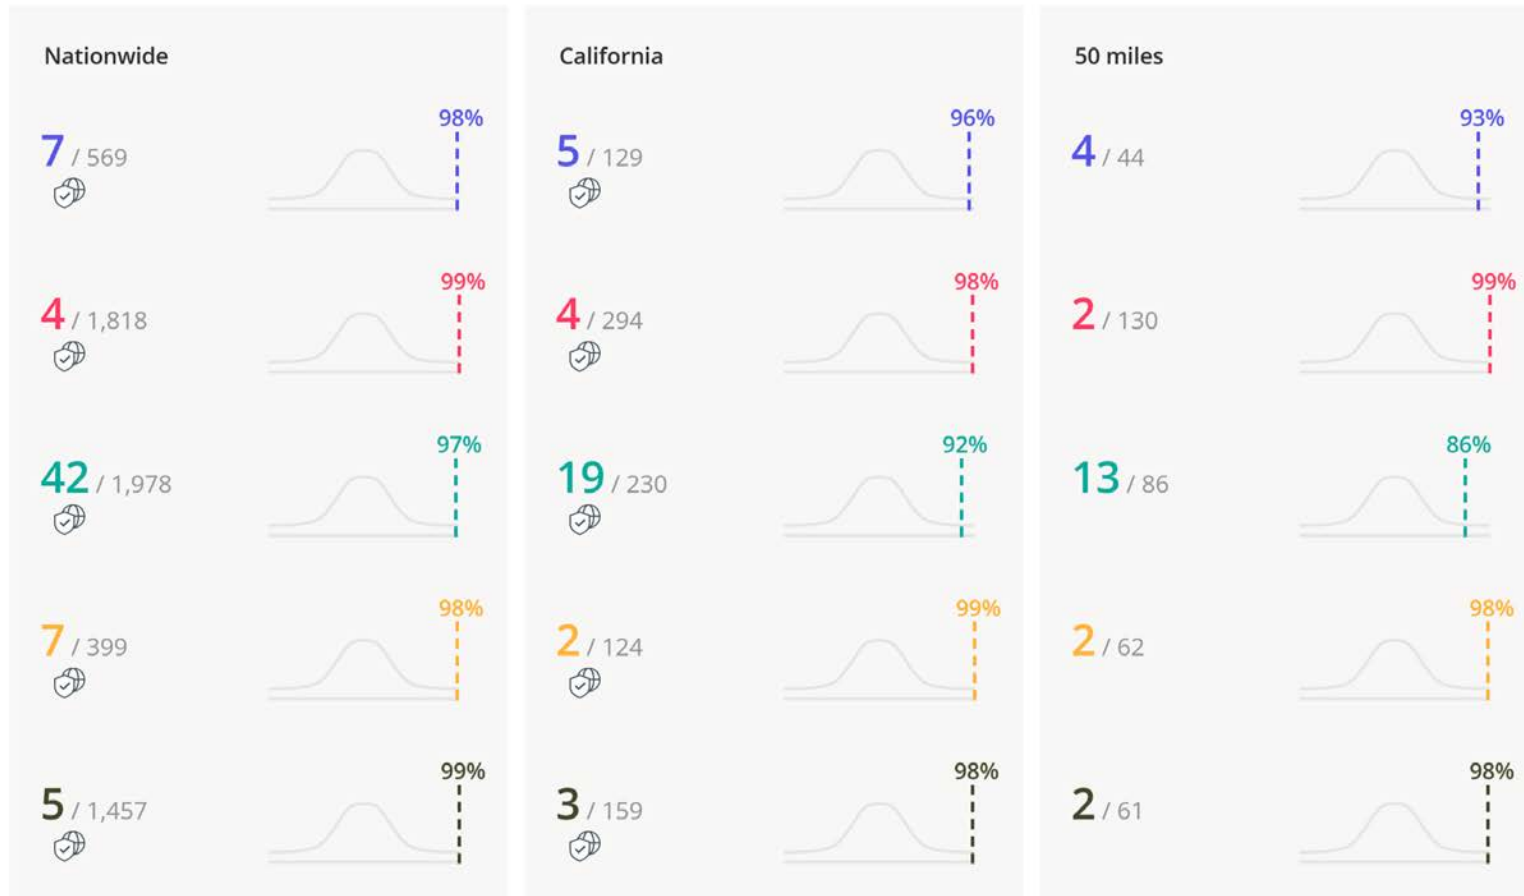 Nationwide
98%
7 / 569
99%
4 / 1,818
97%
42 / 1,978
98%
7 / 399
99%
5 / 1,457
California
96%
5 / 129
98%
4 / 294
92%
19 / 230
99%
2 / 124
98%
3 / 159
50 miles
93%
4 / 44
99%
2 / 130
86%
13 / 86
98%
2 / 62
98%
2 / 61